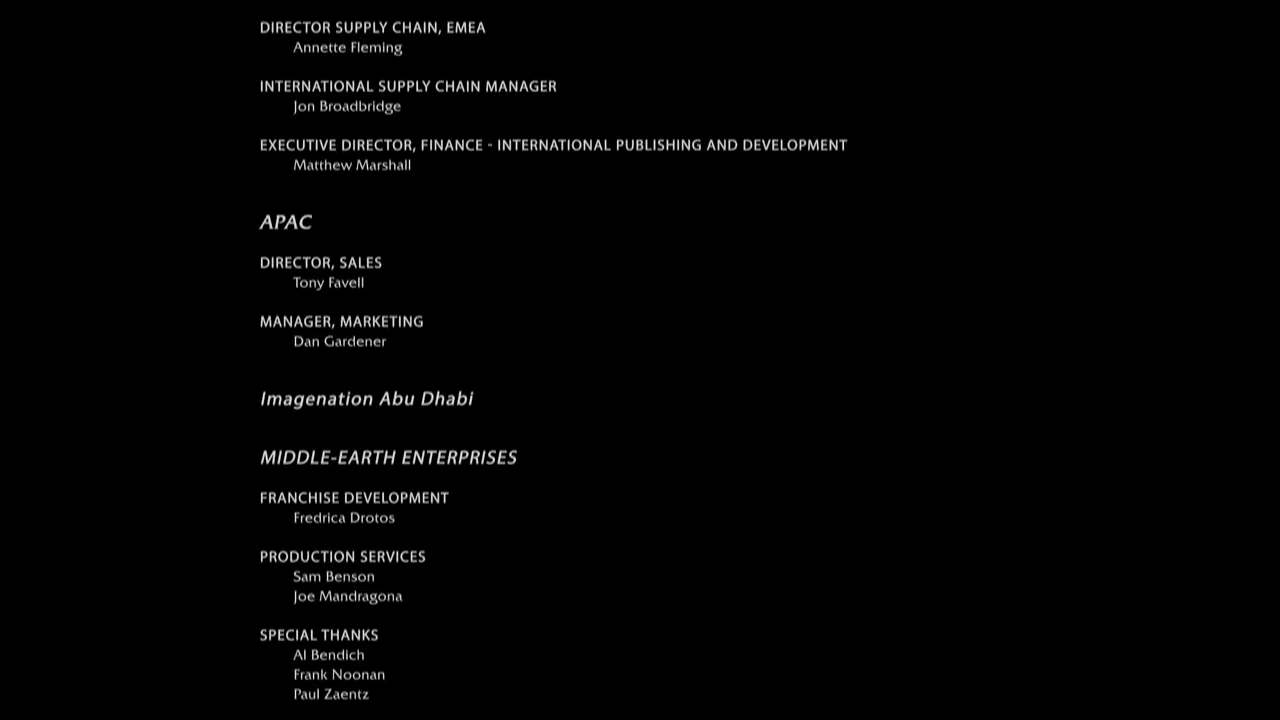 DIRECTOR SUPPLY CHAIN, EMEA
Annette Fleming
INTERNATIONAL SUPPLY CHAIN MANAGER
Jon Broadbridge
EXECUTIVE DIRECTOR, FINANCE - INTERNATIONAL PUBLISHING AND DEVELOPMENT
Matthew Marshall
APAC
DIRECTOR, SALES
Tony Favell
MANAGER, MARKETING
Dan Gardener
Imagenation Abu Dhabi
MIDDLE-EARTH ENTERPRISES
FRANCHISE DEVELOPMENT
Fredrica Drotos
PRODUCTION SERVICES
Sam Benson
Joe Mandragona
SPECIAL THANKS
Al Bendich
Frank Noonan
Paul Zaentz